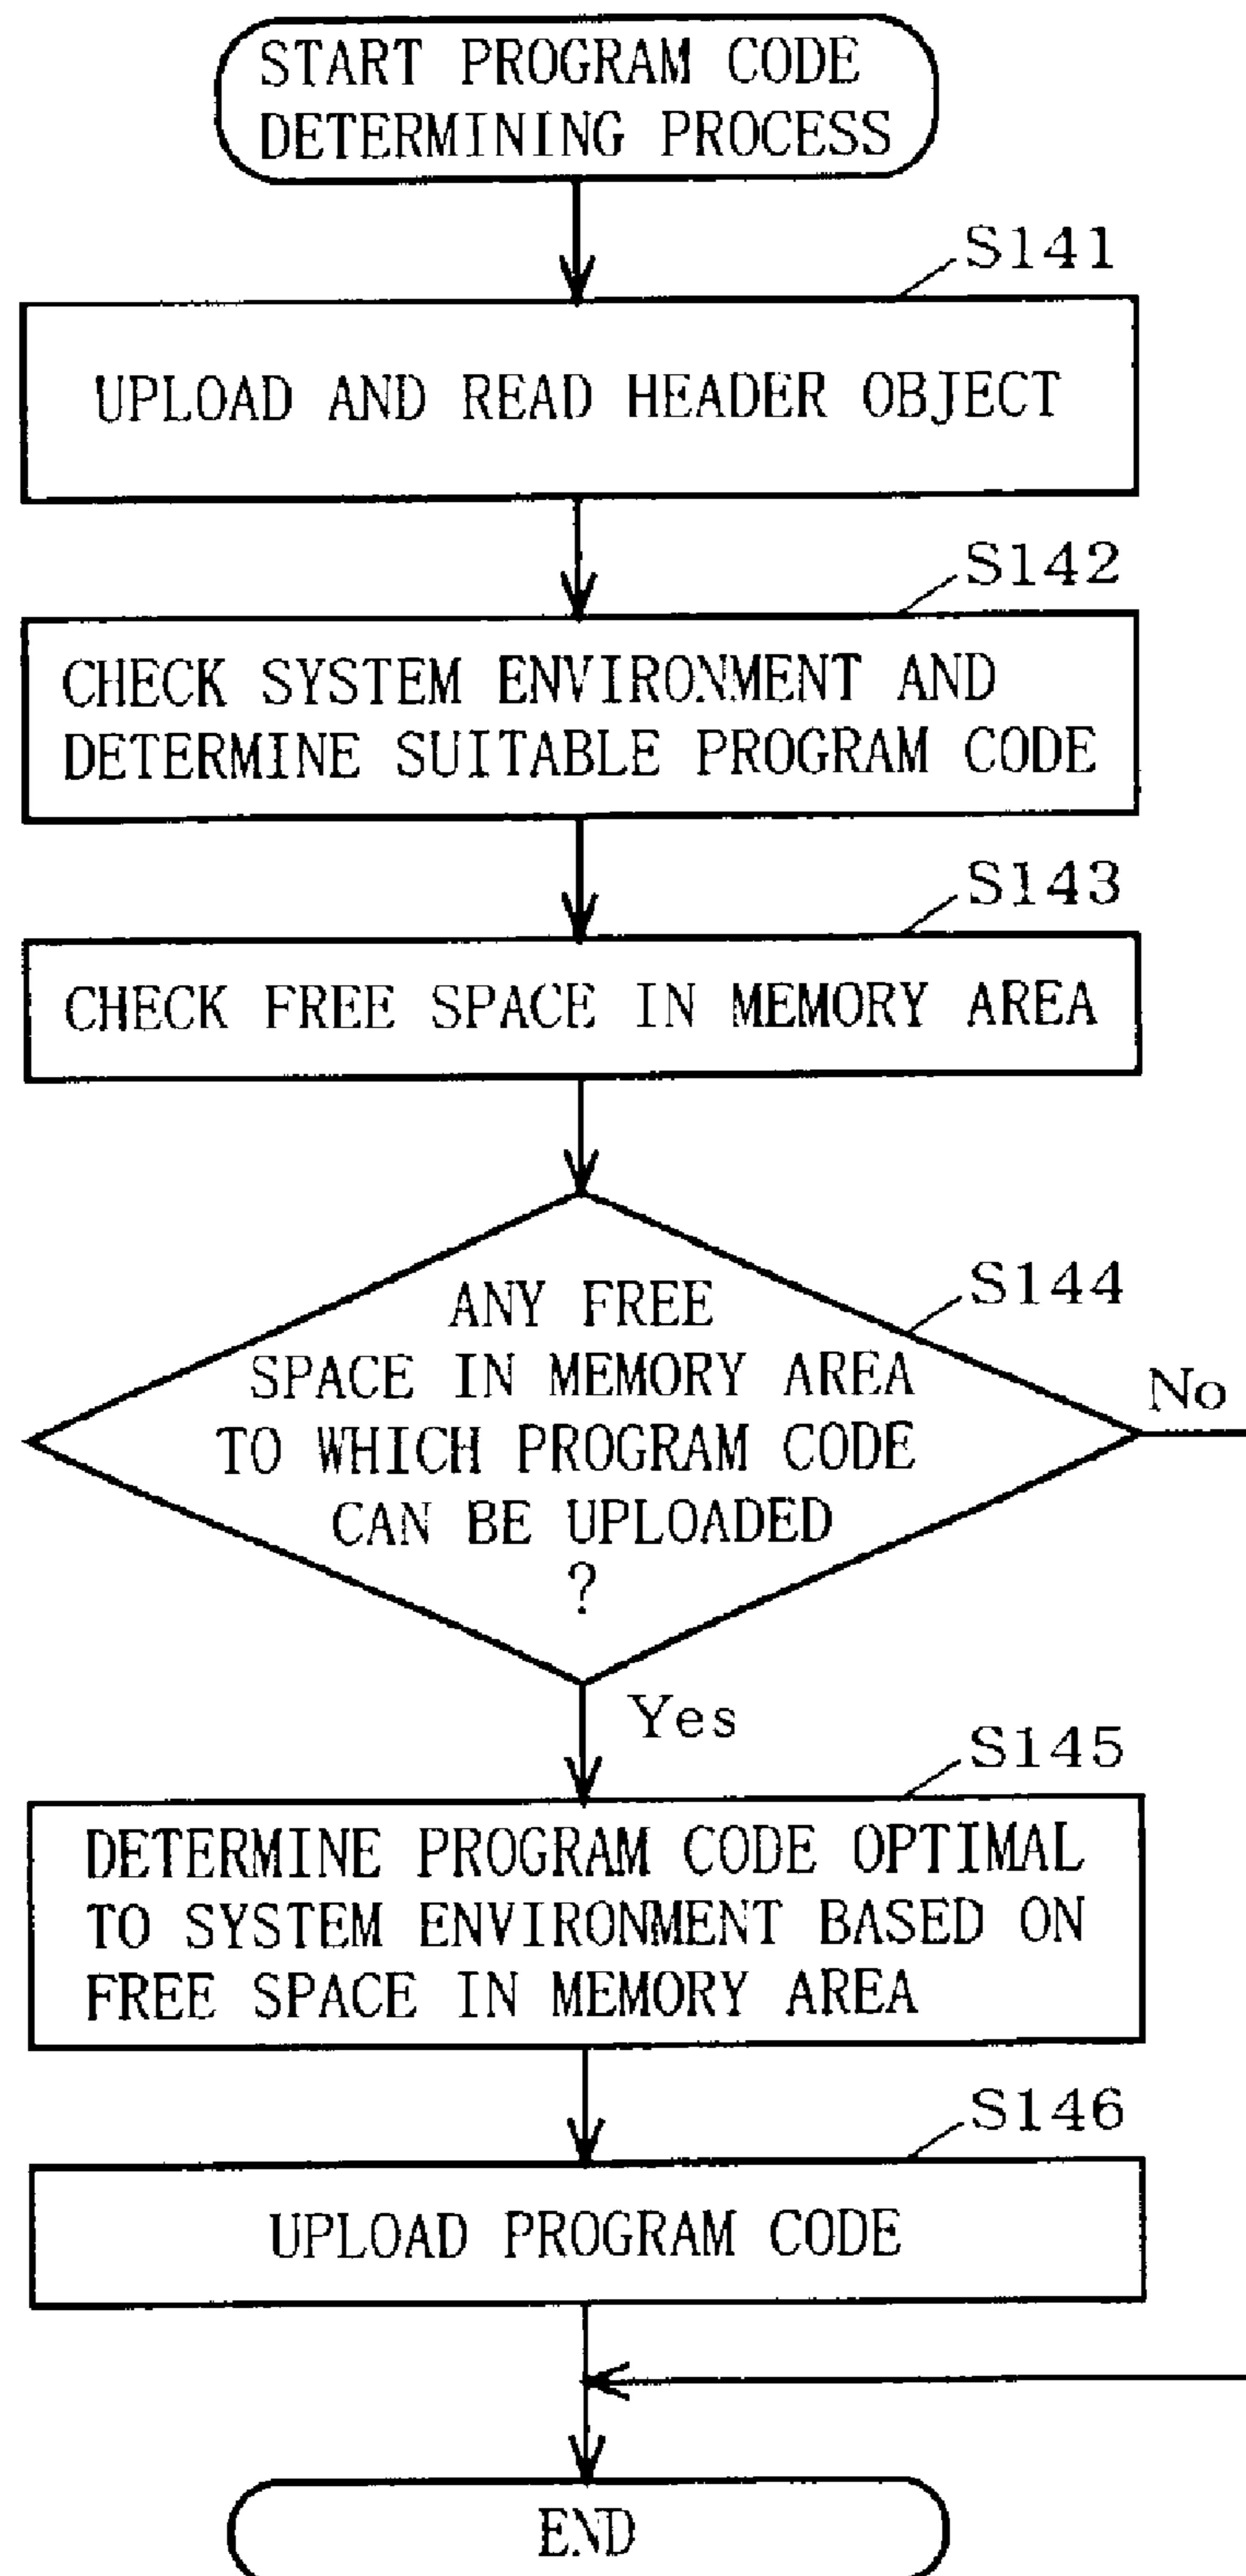 START PROGRAM CODE
DETERMINING PROCESS
S141
UPLOAD AND READ HEADER OBJECT
S142
CHECK SYSTEM ENVIRONMENT AND
DETERMINE SUITABLE PROGRAM CODE
S143
CHECK FREE SPACE IN MEMORY AREA
S144
ANY FREE
SPACE IN MEMORY AREA
TO WHICH PROGRAM CODE
CAN BE UPLOADED
?
No
Yes
S145
DETERMINE PROGRAM CODE OPTIMAL
TO SYSTEM ENVIRONMENT BASED ON
FREE SPACE IN MEMORY AREA
S146
UPLOAD PROGRAM CODE
END